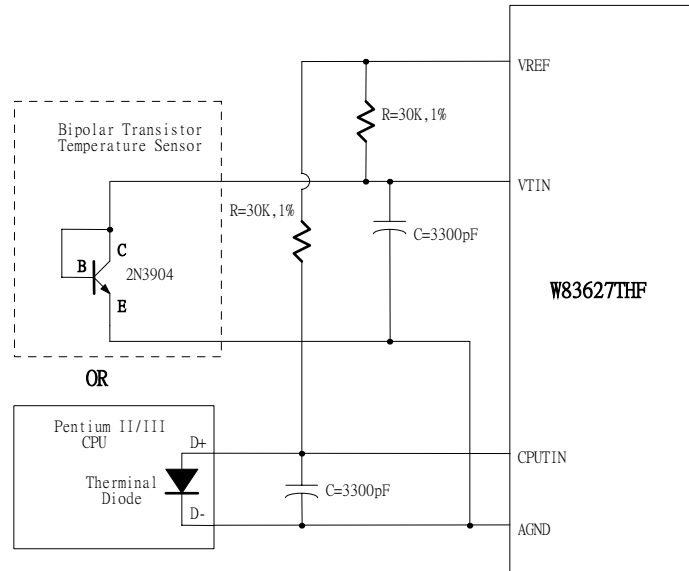 VREF
R=30K,1%
Bipolar Transistor
Temperature Sensor
VTIN
R=30K,1%
C=3300pF
C
B
2N3904
E
W83627THF
OR
Pentium II/III
CPU
D+
CPUTIN
Therminal
Diode
C=3300pF
D-
AGND